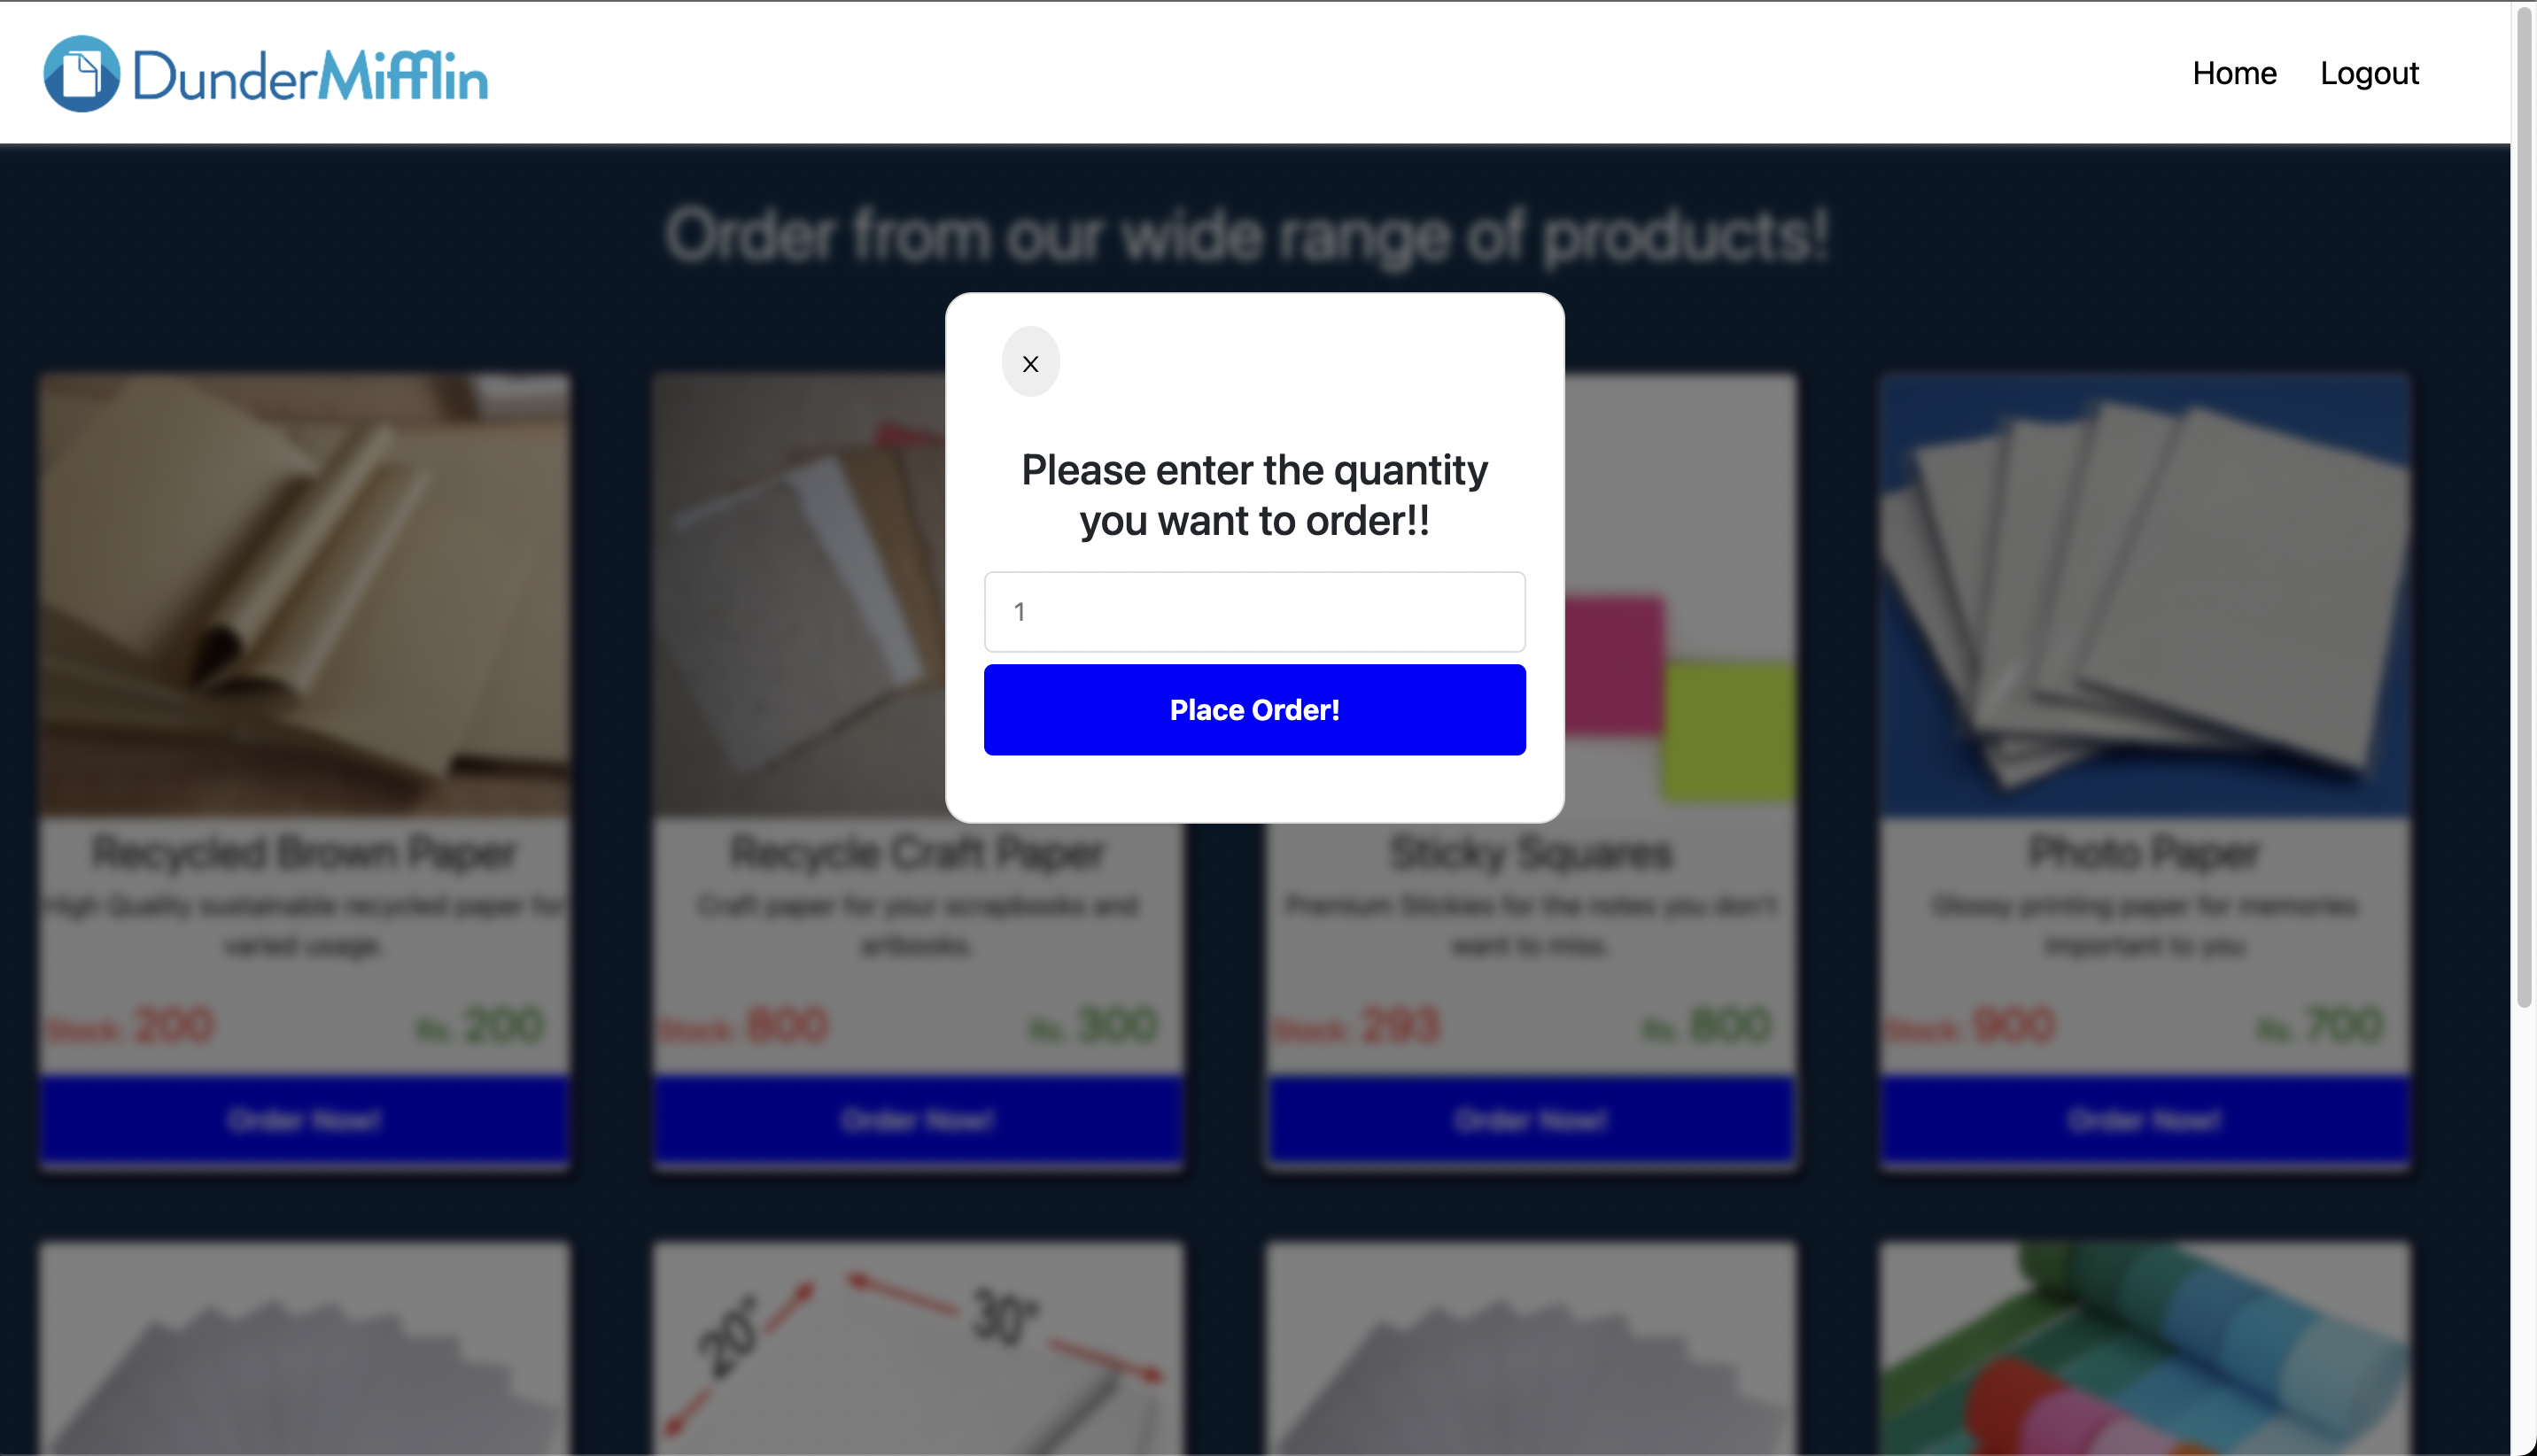 DunderMifflin
Home Logout
Order from our wide range of products!
x
Please enter the quantity
you want to order!!
1
Place Order!
Recycled Brown Paper
High Quality sustainable recycled paper for
varied usage.
Stock: 200 Rs. 200
Order Now!
Recycle Craft Paper
Craft paper for your scrapbooks and
artbooks.
Stock: 800 Rs. 300
Order Now!
Sticky Squares
Premium Stickies for the notes you don't
want to miss.
Stock: 293 Rs. 800
Order Now!
Photo Paper
Glossy printing paper for memories
important to you
Stock: 900 Rs. 700
Order Now!
20"
30"